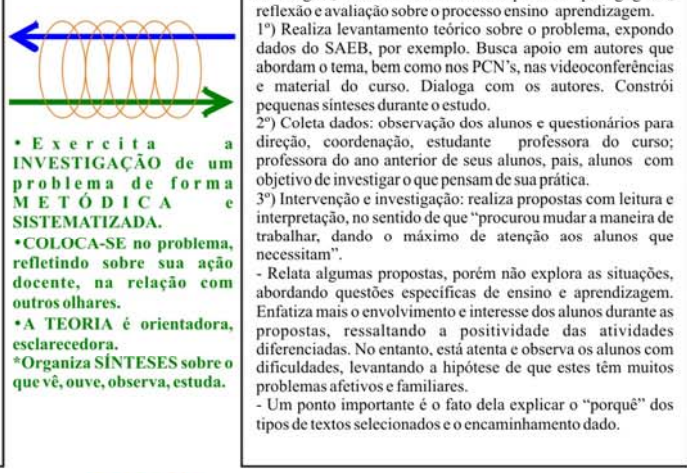 • E x e r c i t a a
INVESTIGAÇÃO de um
problema de forma
M E T Ó D I C A e
SISTEMATIZADA.
•COLOCA-SE no problema,
refletindo sobre sua ação
docente, na relação com
outros olhares.
•A TEORIA é orientadora,
esclarecedora.
*Organiza SÍNTESES sobre o
que vê, ouve, observa, estuda.
reflexão e avaliação sobre o processo ensino aprendizagem.
1º) Realiza levantamento teórico sobre o problema, expondo
dados do SAEB, por exemplo. Busca apoio em autores que
abordam o tema, bem como nos PCN's, nas videoconferências
e material do curso. Dialoga com os autores. Constrói
pequenas sínteses durante o estudo.
2º) Coleta dados: observação dos alunos e questionários para
direção, coordenação, estudante professora do curso;
professora do ano anterior de seus alunos, pais, alunos com
objetivo de investigar o que pensam de sua prática.
3º) Intervenção e investigação: realiza propostas com leitura e
interpretação, no sentido de que “procurou mudar a maneira de
trabalhar, dando o máximo de atenção aos alunos que
necessitam”.
- Relata algumas propostas, porém não explora as situações,
abordando questões específicas de ensino e aprendizagem.
Enfatiza mais o envolvimento e interesse dos alunos durante as
propostas, ressaltando a positividade das atividades
diferenciadas. No entanto, está atenta e observa os alunos com
dificuldades, levantando a hipótese de que estes têm muitos
problemas afetivos e familiares.
- Um ponto importante é o fato dela explicar o “porquê” dos
tipos de textos selecionados e o encaminhamento dado.